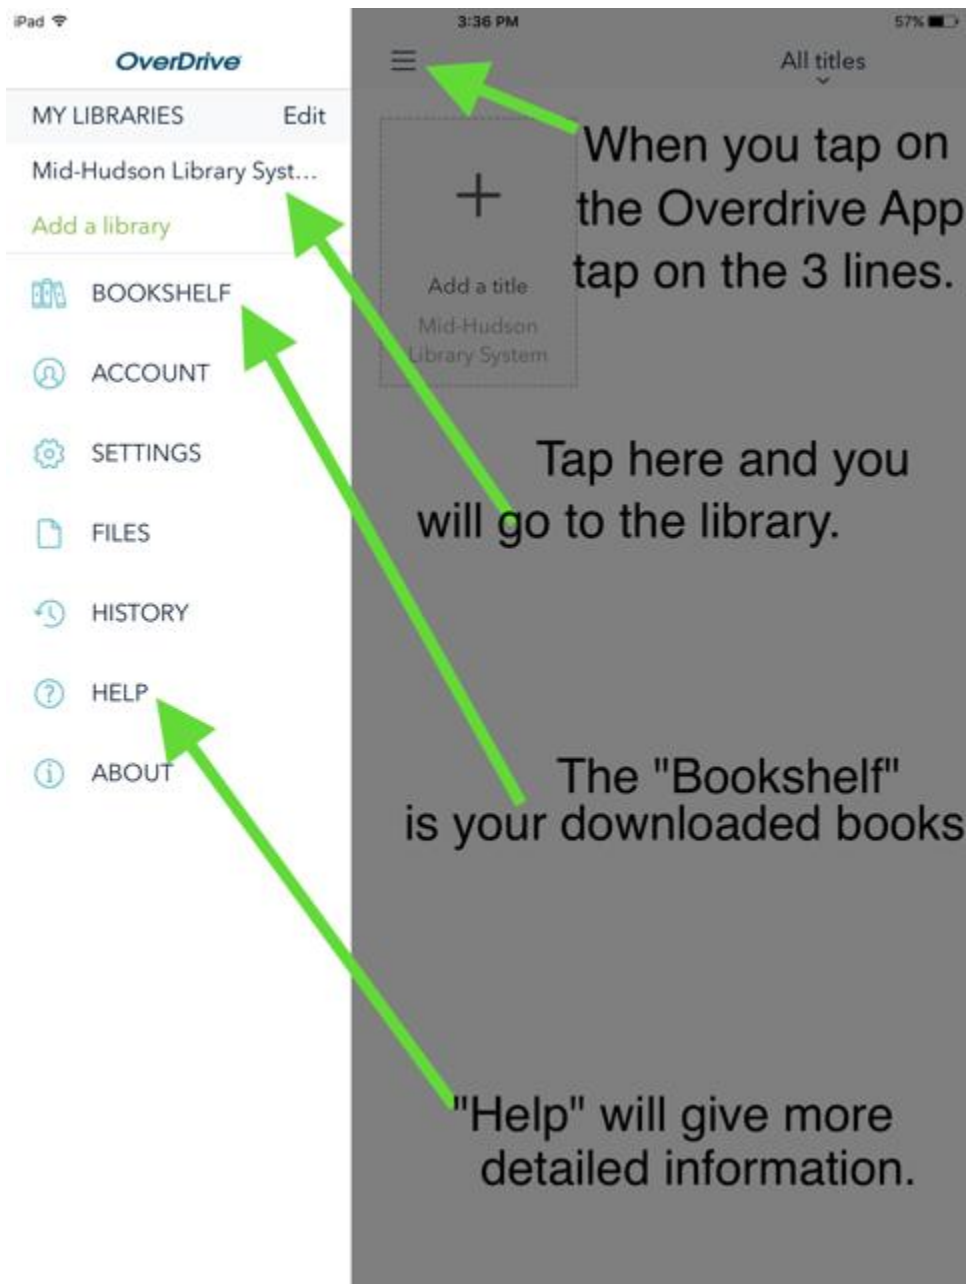 iPad
3:36 PM
57%
OverDrive
All titles
MY LIBRARIES
Edit
Mid-Hudson Library Syst...
Add a library
BOOKSHELF
ACCOUNT
SETTINGS
FILES
HISTORY
HELP
ABOUT
Add a title
Mid-Hudson
Library System
When you tap on
the Overdrive App
tap on the 3 lines.
Tap here and you
will go to the library.
The "Bookshelf"
is your downloaded books
"Help" will give more
detailed information.